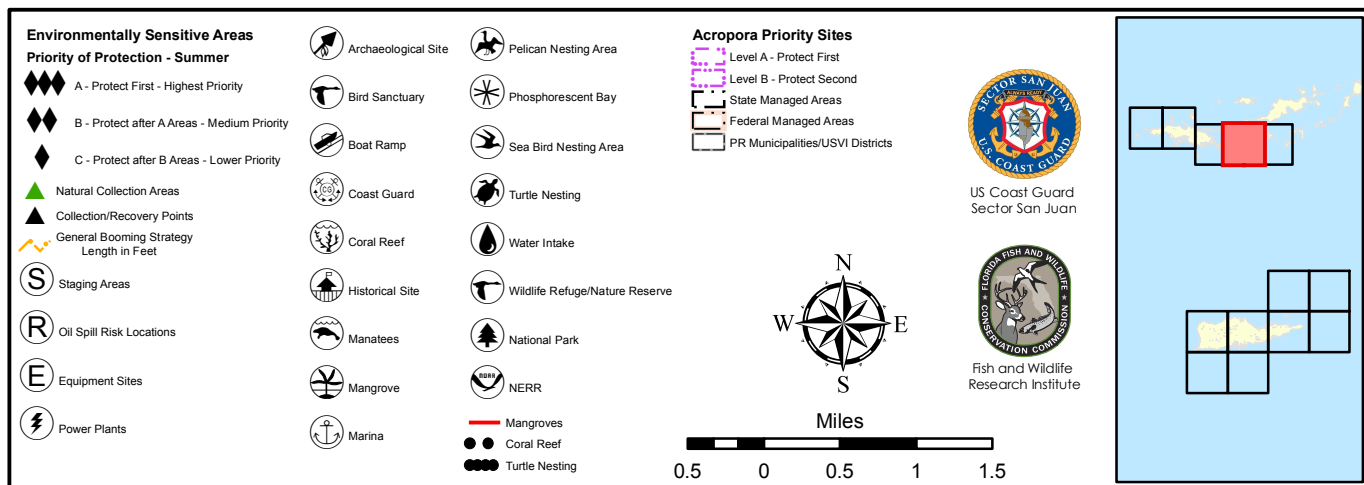 Environmentally Sensitive Areas
Priority of Protection - Summer
A - Protect First - Highest Priority
B - Protect after A Areas - Medium Priority
C - Protect after B Areas - Lower Priority
Natural Collection Areas
Collection/Recovery Points
General Booming Strategy
Length in Feet
S
Staging Areas
R
Oil Spill Risk Locations
E
Equipment Sites
Power Plants
Archaeological Site
Bird Sanctuary
Boat Ramp
CG
Coast Guard
Coral Reef
Historical Site
Manatees
Mangrove
Marina
Pelican Nesting Area
Phosphorescent Bay
Sea Bird Nesting Area
Turtle Nesting
Water Intake
Wildlife Refuge/Nature Reserve
National Park
NERR
Mangroves
Coral Reef
Turtle Nesting
Acropora Priority Sites
Level A - Protect First
Level B - Protect Second
State Managed Areas
Federal Managed Areas
PR Municipalities/USVI Districts
N
W
E
S
Miles
0.5 0 0.5 1 1.5
SECTOR SAN JUAN
ALWAYS READY
U.S. COAST GUARD
US Coast Guard
Sector San Juan
FLORIDA FISH AND WILDLIFE
CONSERVATION COMMISSION
Fish and Wildlife
Research Institute